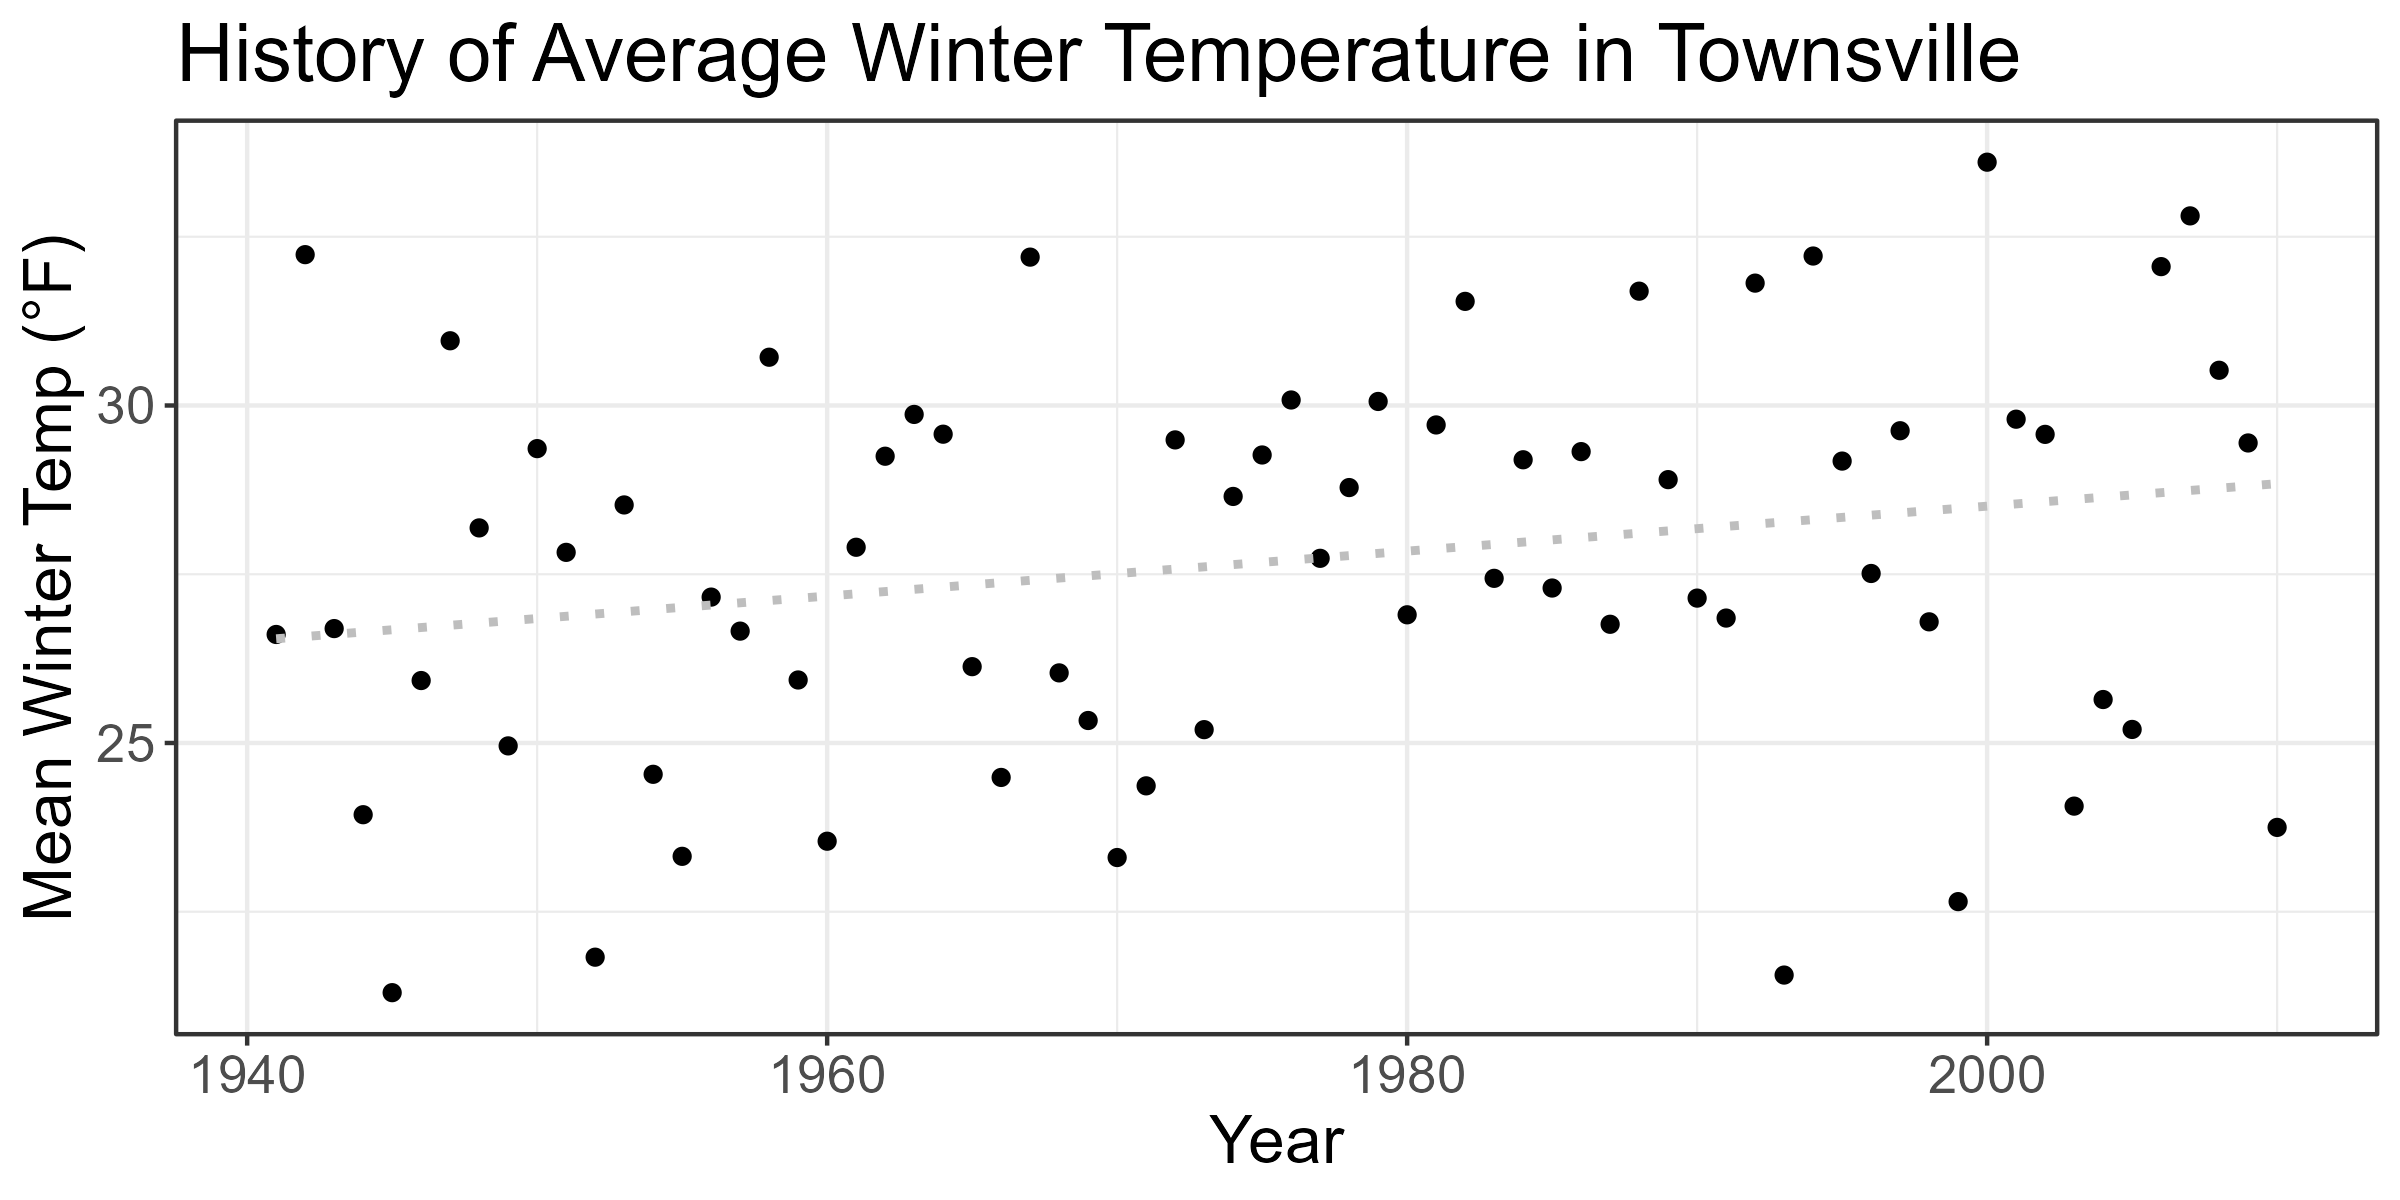 History of Average Winter Temperature in Townsville
Mean Winter Temp (°F)
30
25
1940 1960 1980 2000
Year